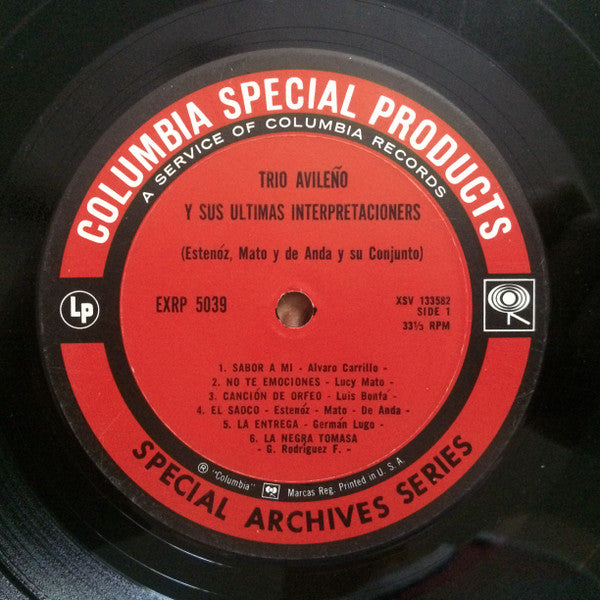 COLUMBIA SPECIAL PRODUCTS
A SERVICE OF COLUMBIA RECORDS
TRIO AVILEÑO
Y SUS ULTIMAS INTERPRETACIONERS
(Estenóz, Mato y de Anda y su Conjunto)
Lp
EXRP 5039
XSV 133582
SIDE 1
33⅓ RPM
1. SABOR A MI - Alvaro Carrillo -
2. NO TE EMOCIONES - Lucy Mato -
3. CANCIÓN DE ORFEO - Luis Bonfa -
4. EL SAOCO - Estenóz - Mato - De Anda -
5. LA ENTREGA - Germán Lugo -
6. LA NEGRA TOMASA
- G. Rodríguez F. -
® "Columbia" Marcas Reg. Printed in U. S. A.
SPECIAL ARCHIVES SERIES